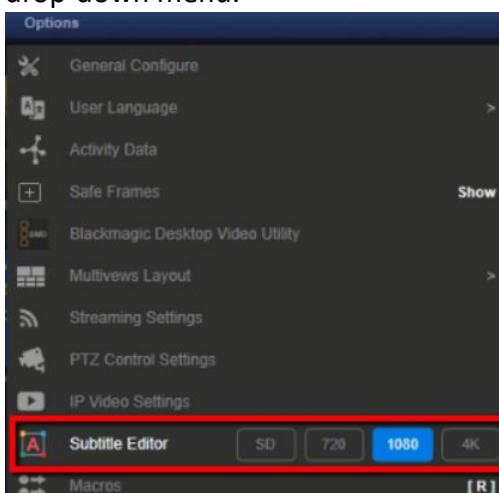 drop-down menu.
Options
General Configure
User Language >
Activity Data
Safe Frames Show
Blackmagic Desktop Video Utility
Multivews Layout >
Streaming Settings
PTZ Control Settings
IP Video Settings
A Subtitle Editor SD 720 1080 4K
Macros [R]